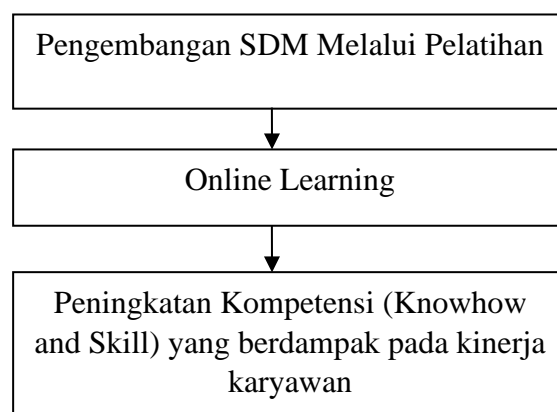 Pengembangan SDM Melalui Pelatihan
Online Learning
Peningkatan Kompetensi (Knowhow
and Skill) yang berdampak pada kinerja
karyawan